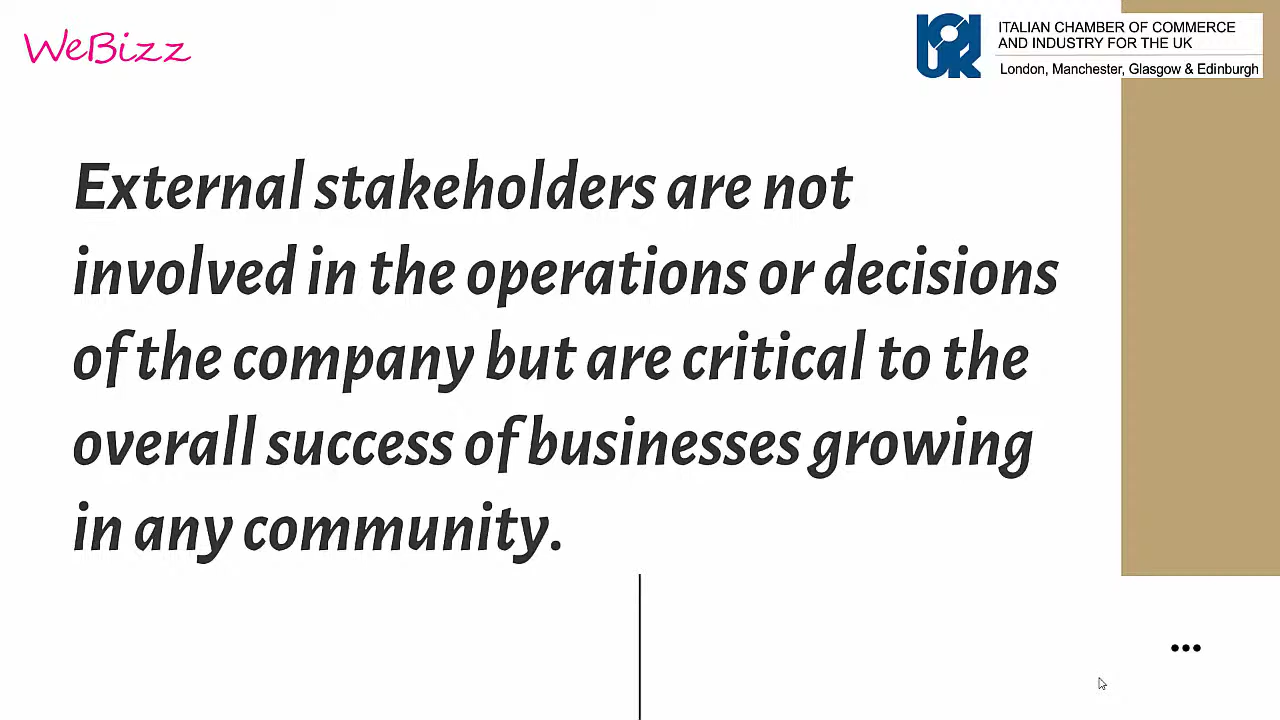 WeBizz
ITALIAN CHAMBER OF COMMERCE
AND INDUSTRY FOR THE UK
London, Manchester, Glasgow & Edinburgh
External stakeholders are not
involved in the operations or decisions
of the company but are critical to the
overall success of businesses growing
in any community.
...